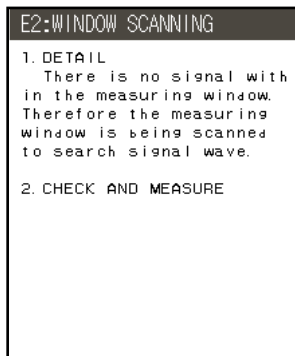 E2:WINDOW SCANNING
1. DETAIL
There is no signal with
in the measuring window.
Therefore the measuring
window is being scanned
to search signal wave.
2. CHECK AND MEASURE